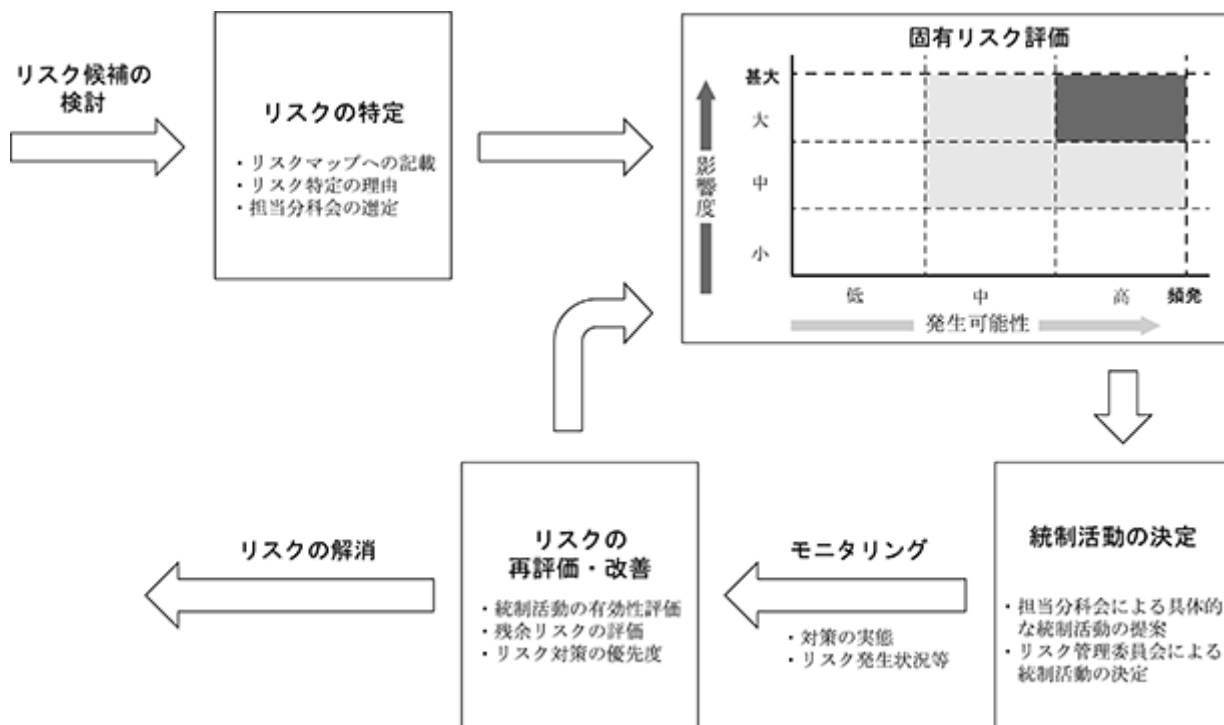 リスク候補の
検討
リスクの特定
・リスクマップへの記載
・リスク特定の理由
・担当分科会の選定
固有リスク評価
甚大
大
中
小
影響度
低
中
高
頻発
発生可能性
統制活動の決定
・担当分科会による具体的
な統制活動の提案
・リスク管理委員会による
統制活動の決定
モニタリング
・対策の実態
・リスク発生状況等
リスクの
再評価・改善
・統制活動の有効性評価
・残余リスクの評価
・リスク対策の優先度
リスクの解消